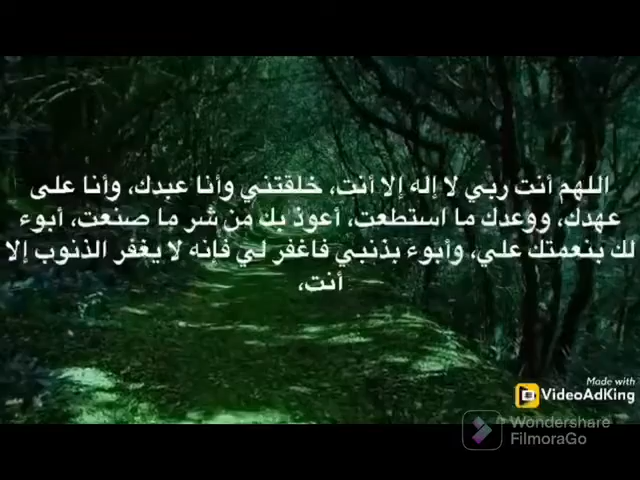 اللهم أنت ربي لا إله إلا أنت، خلقتني وأنا عبدك، وأنا على
عهدك، ووعدك ما استطعت، أعوذ بك من شر ما صنعت، أبوء
لك بنعمتك علي، وأبوء بذنبي فاغفر لي فانه لا يغفر الذنوب إلا
أنت،
Made with
VideoAdKing
Wondershare
FilmoraGo